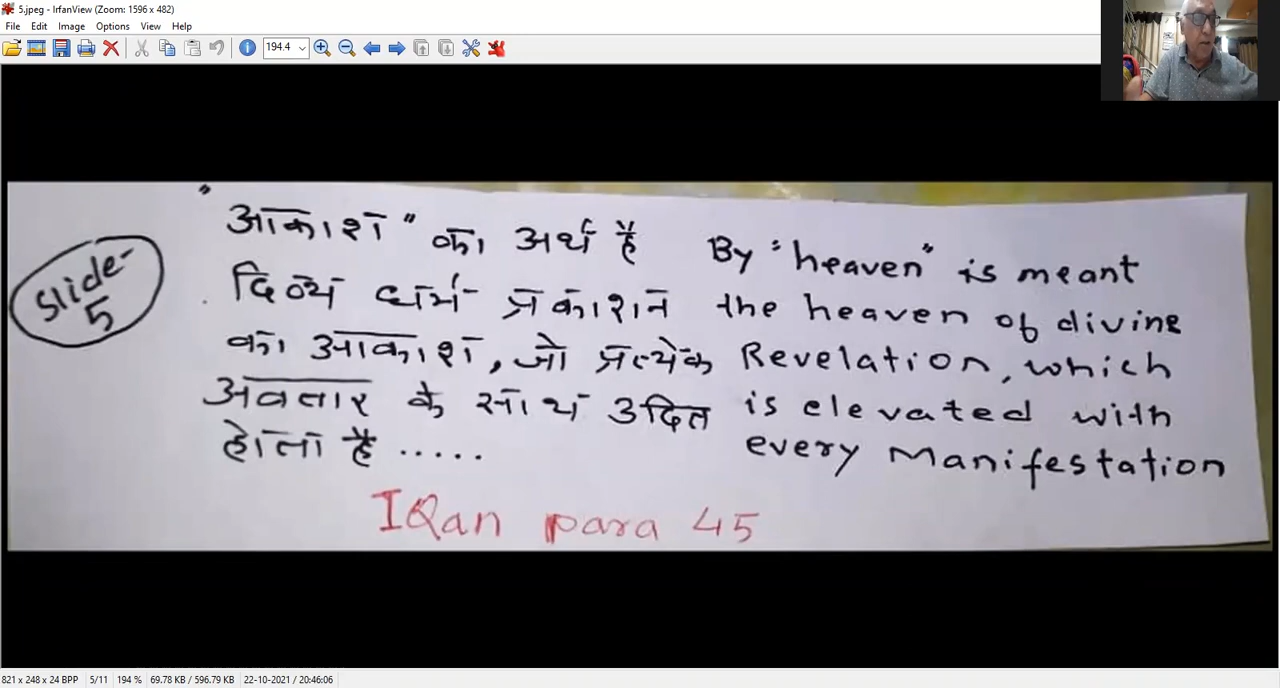 5.jpeg - IrfanView (Zoom: 1596 x 482)
File Edit Image Options View Help
194.4
"आकाश" का अर्थ है
दिव्य धर्म प्रकाशन
का आकाश, जो प्रत्येक
अवतार के साथ उदित
होता है .....
By "heaven" is meant
the heaven of divine
Revelation, which
is elevated with
every Manifestation
Slide-
5
IQan para 45
821 x 248 x 24 BPP 5/11 194 % 69.78 KB / 596.79 KB 22-10-2021 / 20:46:06